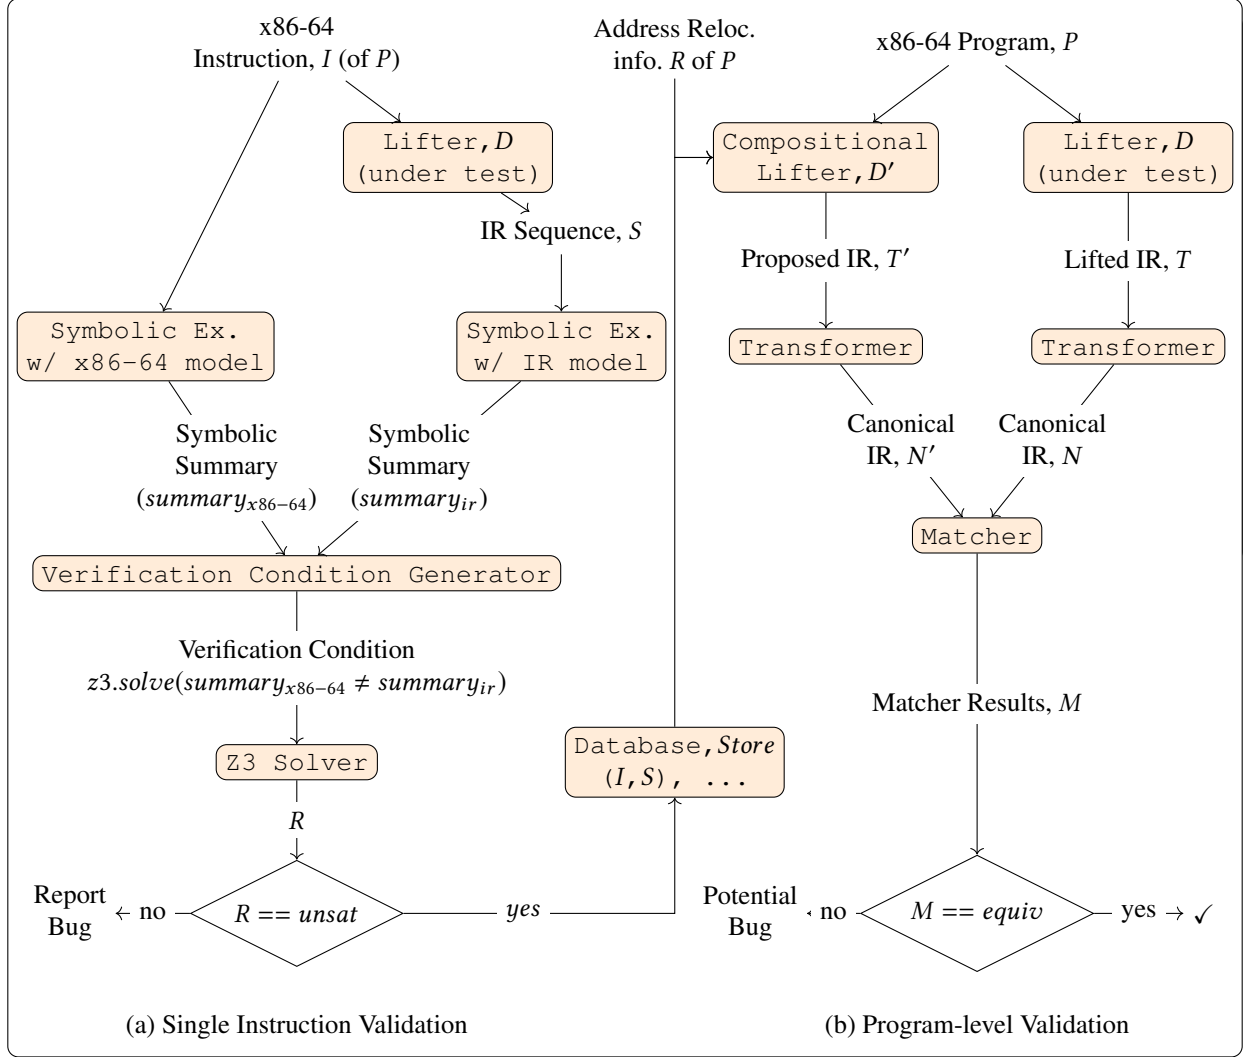 x86-64
Instruction, I (of P)
Lifter, D
(under test)
IR Sequence, S
Symbolic Ex.
w/ x86-64 model
Symbolic Ex.
w/ IR model
Symbolic
Summary
(summary_x86−64)
Symbolic
Summary
(summary_ir)
Verification Condition Generator
Verification Condition
z3.solve(summary_x86−64 ≠ summary_ir)
Z3 Solver
R
R == unsat
no
Report
Bug
yes
Database, Store
(I, S), ...
(a) Single Instruction Validation
Address Reloc.
info. R of P
x86-64 Program, P
Compositional
Lifter, D′
Lifter, D
(under test)
Proposed IR, T′
Lifted IR, T
Transformer
Transformer
Canonical
IR, N′
Canonical
IR, N
Matcher
Matcher Results, M
M == equiv
no
Potential
Bug
yes → ✓
(b) Program-level Validation